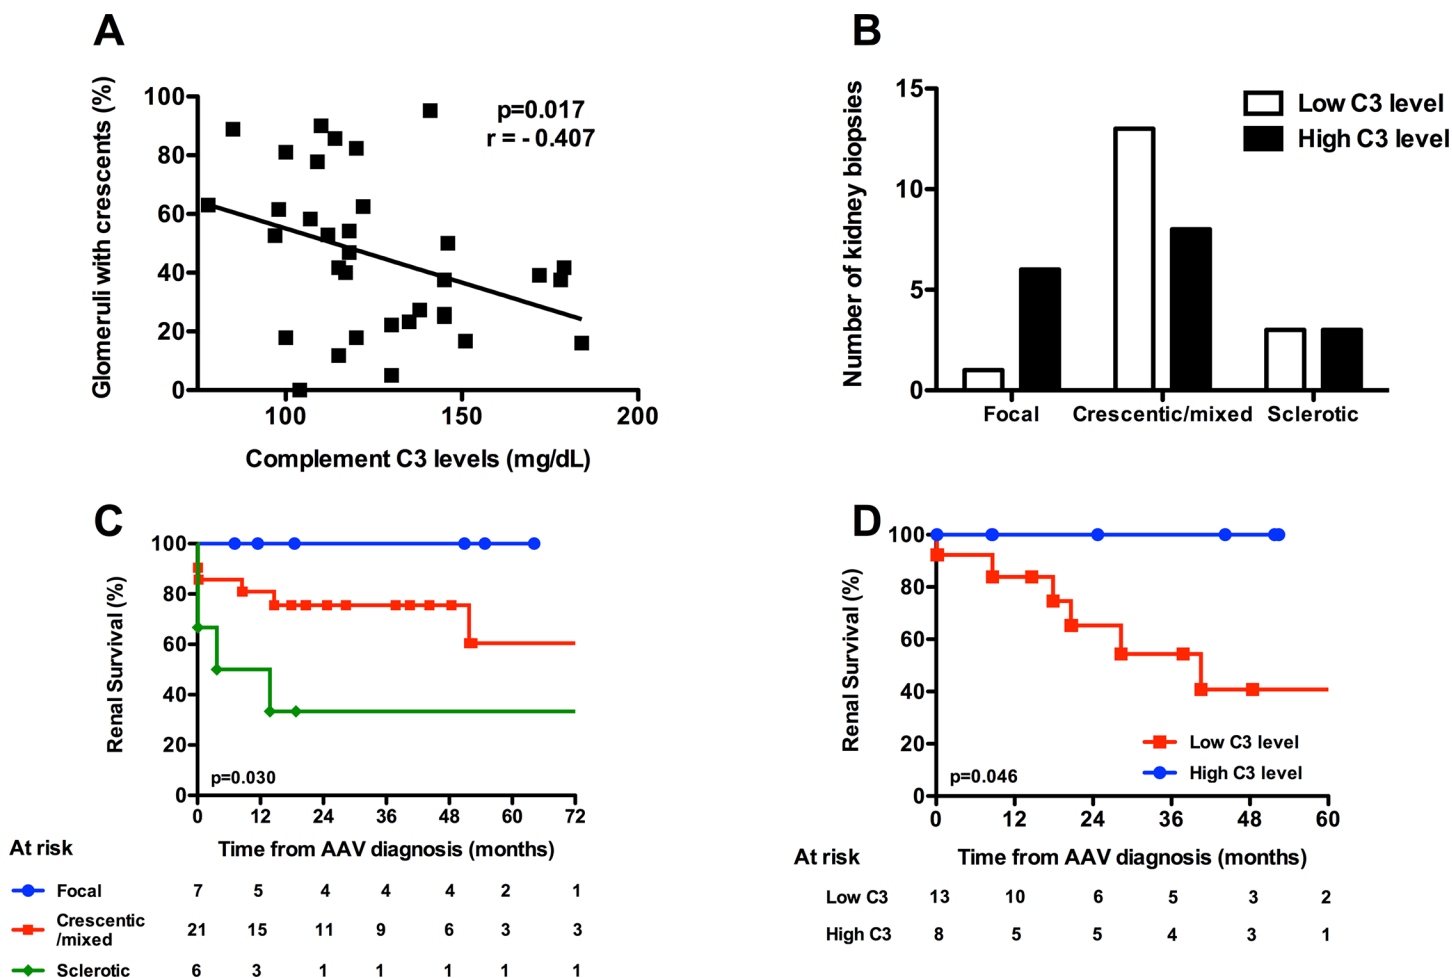 A
Glomeruli with crescents (%)
100
80
60
40
20
0
p=0.017
r = - 0.407
100 150 200
Complement C3 levels (mg/dL)
B
Number of kidney biopsies
15
10
5
0
Low C3 level
High C3 level
Focal Crescentic/mixed Sclerotic
C
Renal Survival (%)
100
80
60
40
20
0
p=0.030
0 12 24 36 48 60 72
Time from AAV diagnosis (months)
At risk
Focal 7 5 4 4 4 2 1
Crescentic
/mixed 21 15 11 9 6 3 3
Sclerotic 6 3 1 1 1 1 1
D
Renal Survival (%)
100
80
60
40
20
0
Low C3 level
High C3 level
p=0.046
0 12 24 36 48 60
Time from AAV diagnosis (months)
At risk
Low C3 13 10 6 5 3 2
High C3 8 5 5 4 3 1